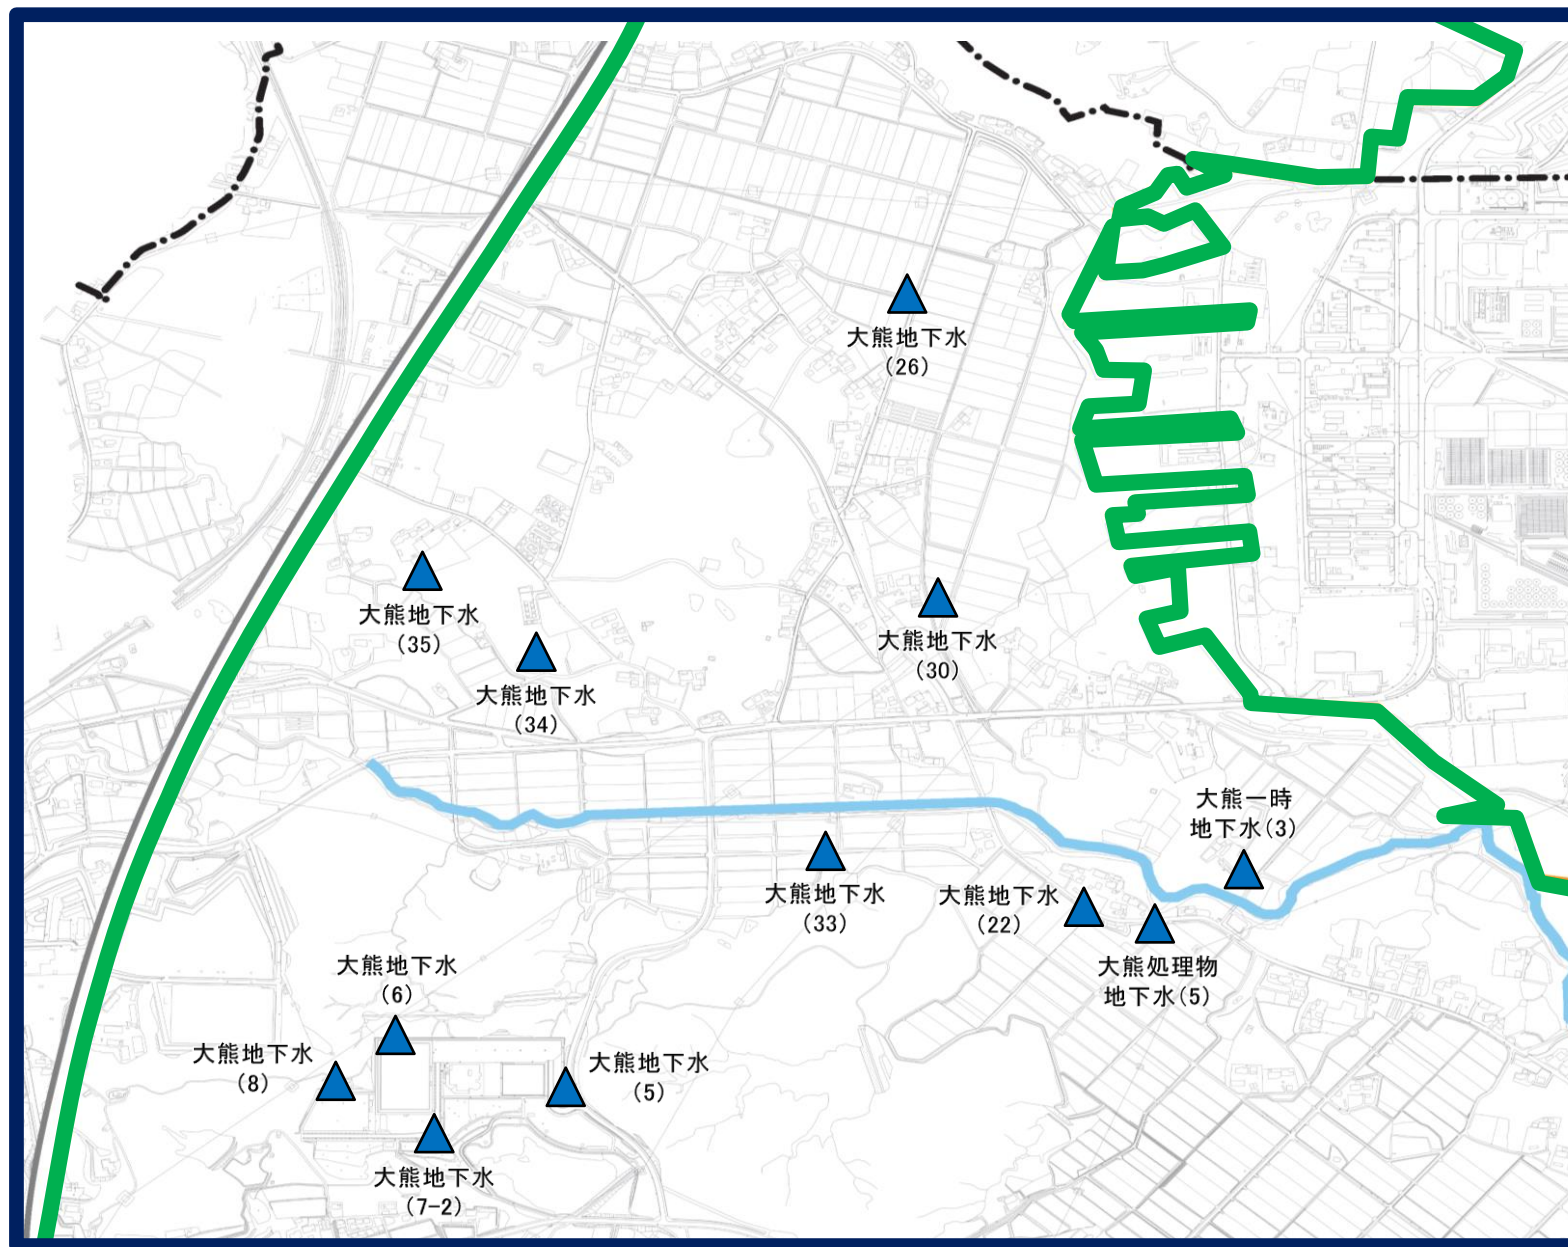 大熊地下水
(26)
大熊地下水
(35)
大熊地下水
(30)
大熊地下水
(34)
大熊一時
地下水(3)
大熊地下水
(33)
大熊地下水
(22)
大熊処理物
地下水(5)
大熊地下水
(6)
大熊地下水
(8)
大熊地下水
(5)
大熊地下水
(7-2)